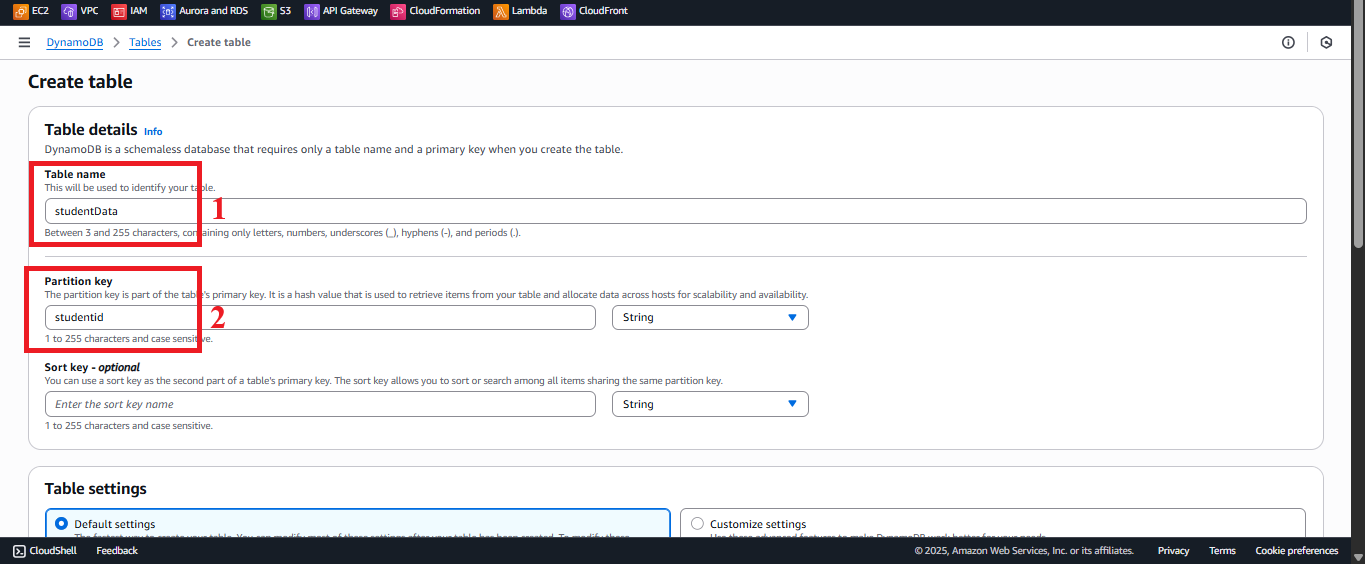 EC2 VPC IAM Aurora and RDS S3 API Gateway CloudFormation Lambda CloudFront
DynamoDB Tables Create table
Create table
Table details Info
DynamoDB is a schemaless database that requires only a table name and a primary key when you create the table.
Table name
This will be used to identify your table.
studentData
1
Between 3 and 255 characters, containing only letters, numbers, underscores (_), hyphens (-), and periods (.).
Partition key
The partition key is part of the table's primary key. It is a hash value that is used to retrieve items from your table and allocate data across hosts for scalability and availability.
studentid
2
String
1 to 255 characters and case sensitive.
Sort key - optional
You can use a sort key as the second part of a table's primary key. The sort key allows you to sort or search among all items sharing the same partition key.
Enter the sort key name
String
1 to 255 characters and case sensitive.
Table settings
Default settings
Customize settings
CloudShell Feedback © 2025, Amazon Web Services, Inc. or its affiliates. Privacy Terms Cookie preferences